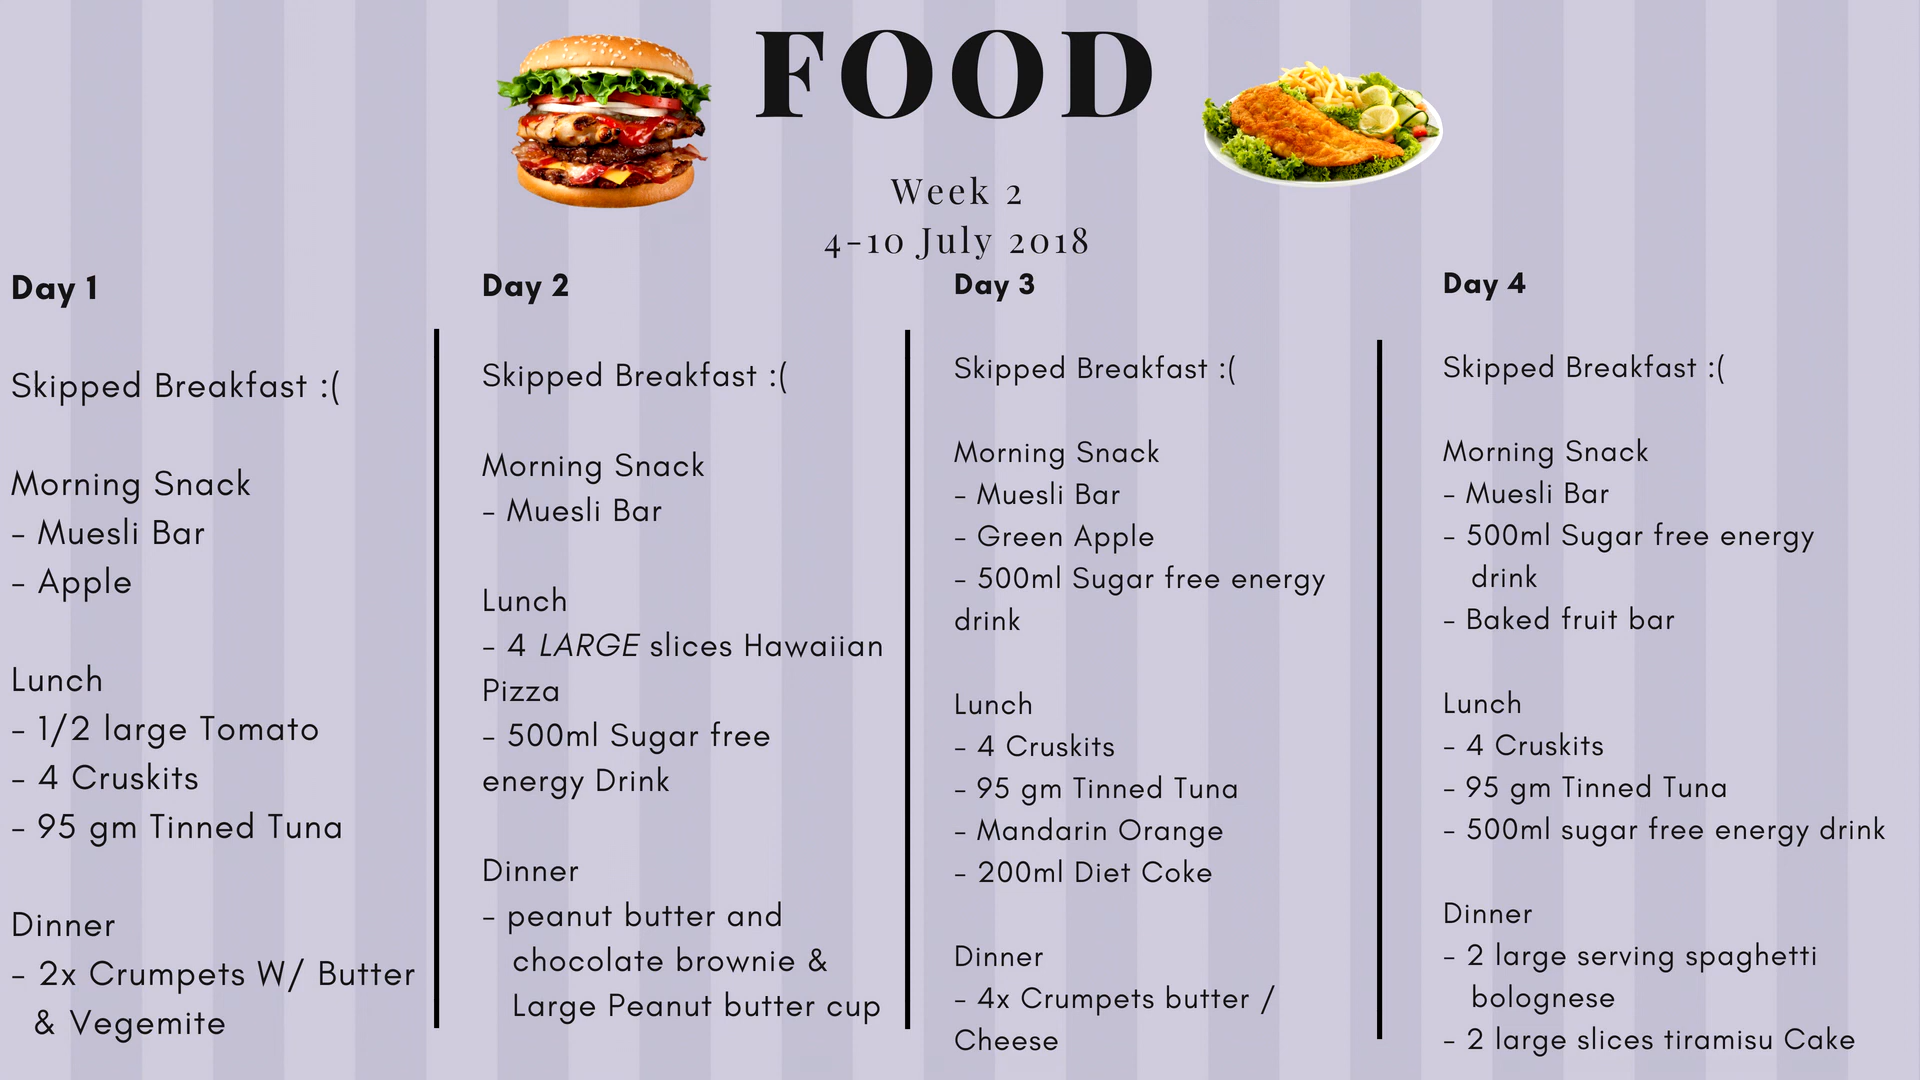 FOOD
Week 2
4-10 July 2018
Day 1
Skipped Breakfast :(
Morning Snack
- Muesli Bar
- Apple
Lunch
- 1/2 large Tomato
- 4 Cruskits
- 95 gm Tinned Tuna
Dinner
- 2x Crumpets W/ Butter
& Vegemite
Day 2
Skipped Breakfast :(
Morning Snack
- Muesli Bar
Lunch
- 4 LARGE slices Hawaiian
Pizza
- 500ml Sugar free
energy Drink
Dinner
- peanut butter and
chocolate brownie &
Large Peanut butter cup
Day 3
Skipped Breakfast :(
Morning Snack
- Muesli Bar
- Green Apple
- 500ml Sugar free energy
drink
Lunch
- 4 Cruskits
- 95 gm Tinned Tuna
- Mandarin Orange
- 200ml Diet Coke
Dinner
- 4x Crumpets butter /
Cheese
Day 4
Skipped Breakfast :(
Morning Snack
- Muesli Bar
- 500ml Sugar free energy
drink
- Baked fruit bar
Lunch
- 4 Cruskits
- 95 gm Tinned Tuna
- 500ml sugar free energy drink
Dinner
- 2 large serving spaghetti
bolognese
- 2 large slices tiramisu Cake